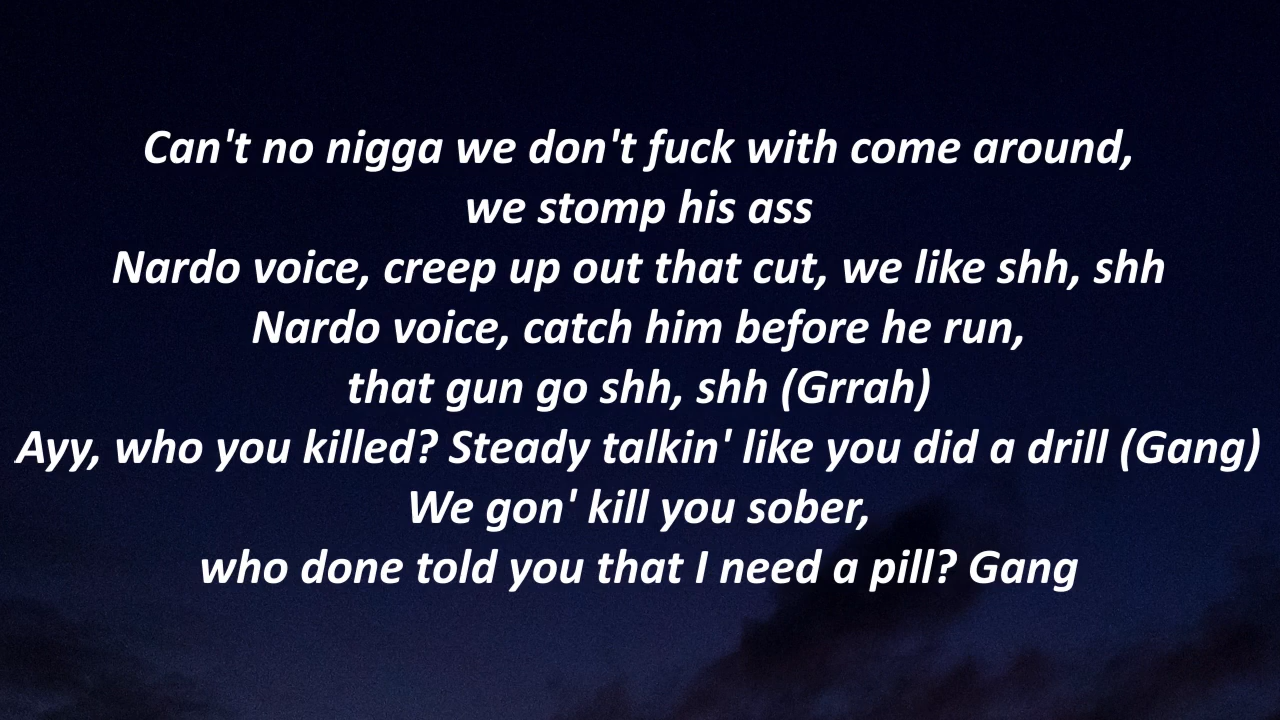 Can't no nigga we don't fuck with come around,
we stomp his ass
Nardo voice, creep up out that cut, we like shh, shh
Nardo voice, catch him before he run,
that gun go shh, shh (Grrah)
Ayy, who you killed? Steady talkin' like you did a drill (Gang)
We gon' kill you sober,
who done told you that I need a pill? Gang